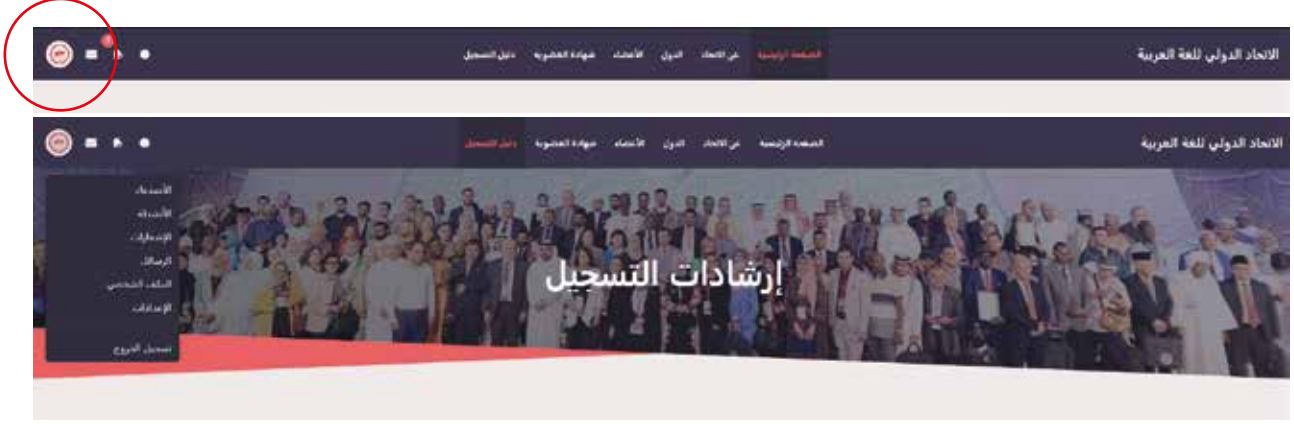 الاتحاد الدولي للغة العربية
الصفحة الرئيسية عن الاتحاد الدول الأعضاء شهادة العضوية دليل التسجيل
الاتحاد الدولي للغة العربية
الصفحة الرئيسية عن الاتحاد الدول الأعضاء شهادة العضوية دليل التسجيل
إرشادات التسجيل
الأصدقاء
الأنشطة
الإشعارات
الرسائل
الملف الشخصي
الإعدادات
تسجيل الخروج